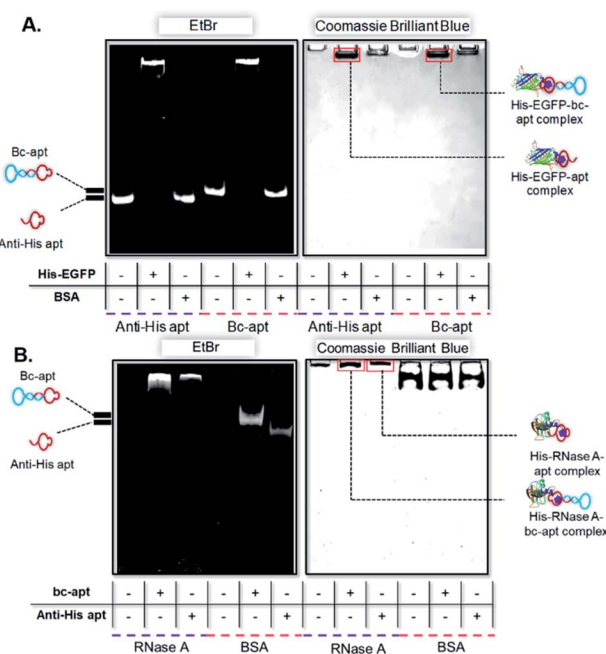 A.
EtBr
Coomassie Brilliant Blue
Bc-apt
Anti-His apt
His-EGFP-bc-
apt complex
His-EGFP-apt
complex
His-EGFP - + - - + - - + - - + -
BSA - - + - - + - - + - - +
Anti-His apt Bc-apt Anti-His apt Bc-apt
B.
EtBr
Coomassie Brilliant Blue
Bc-apt
Anti-His apt
His-RNase A-
apt complex
His-RNase A-
bc-apt complex
bc-apt - + - - + - - + - - + -
Anti-His apt - - + - - + - - + - - +
RNase A BSA RNase A BSA